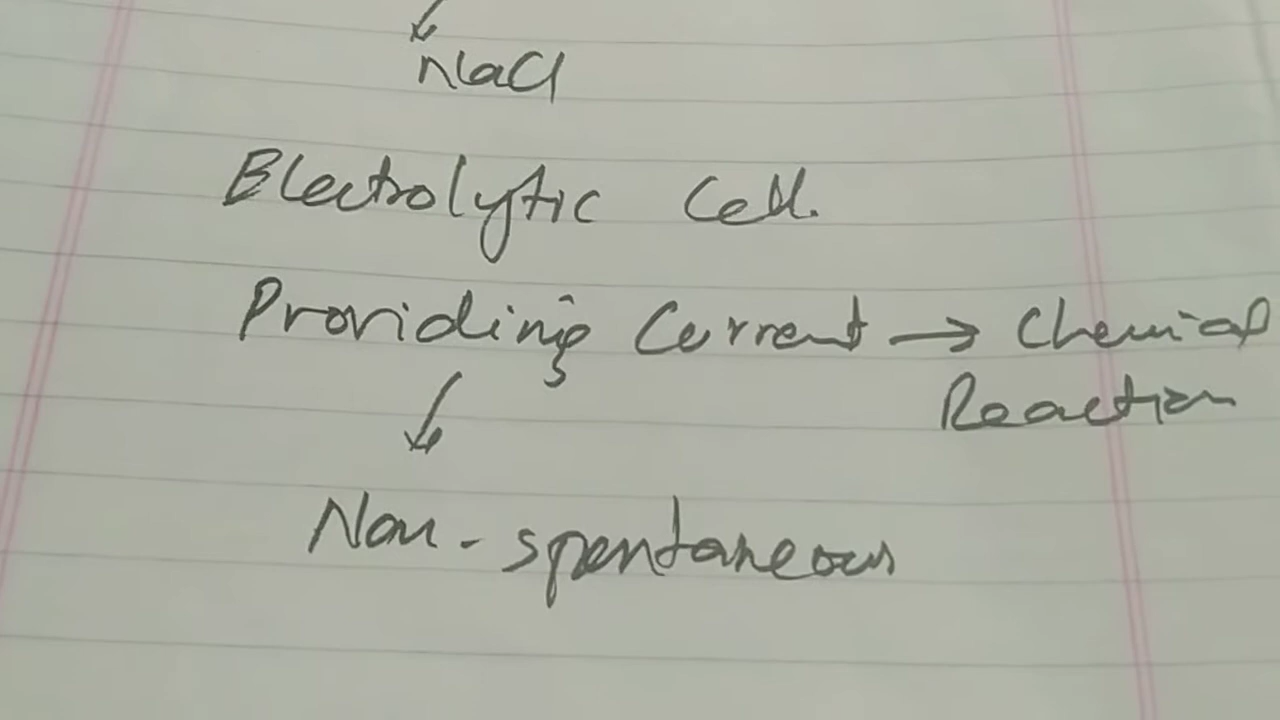 NaCl
Electrolytic Cell.
Providing Current → Chemical
Reaction
Non-spontaneous